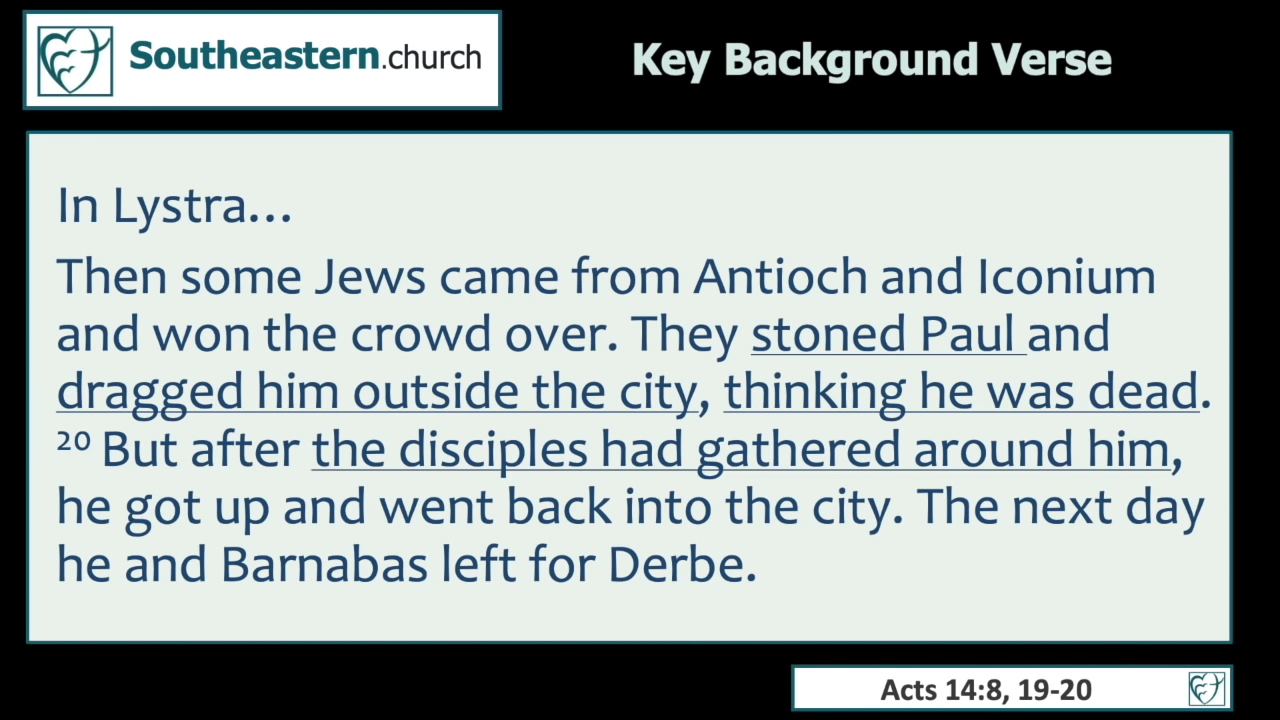 Southeastern.church
Key Background Verse
In Lystra…
Then some Jews came from Antioch and Iconium
and won the crowd over. They stoned Paul and
dragged him outside the city, thinking he was dead.
20 But after the disciples had gathered around him,
he got up and went back into the city. The next day
he and Barnabas left for Derbe.
Acts 14:8, 19-20